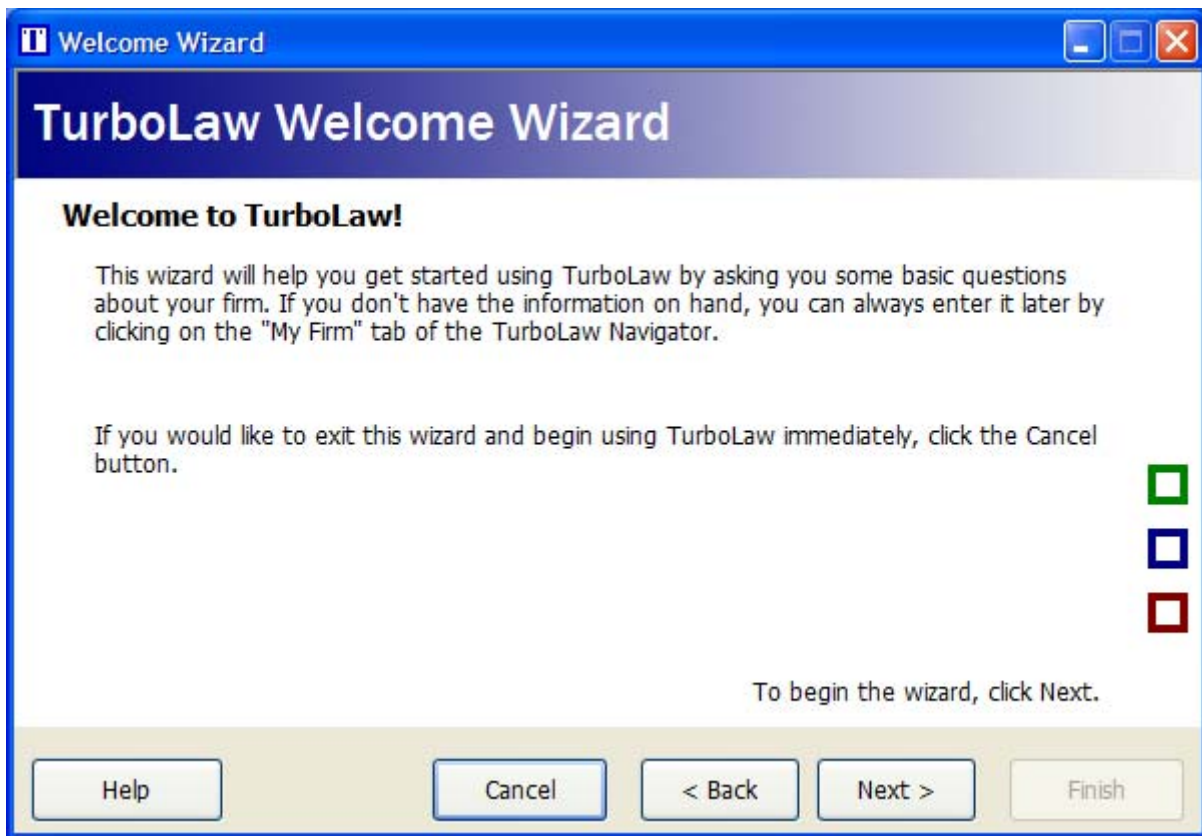 Welcome Wizard
TurboLaw Welcome Wizard
Welcome to TurboLaw!
This wizard will help you get started using TurboLaw by asking you some basic questions
about your firm. If you don't have the information on hand, you can always enter it later by
clicking on the "My Firm" tab of the TurboLaw Navigator.
If you would like to exit this wizard and begin using TurboLaw immediately, click the Cancel
button.
To begin the wizard, click Next.
Help Cancel < Back Next > Finish